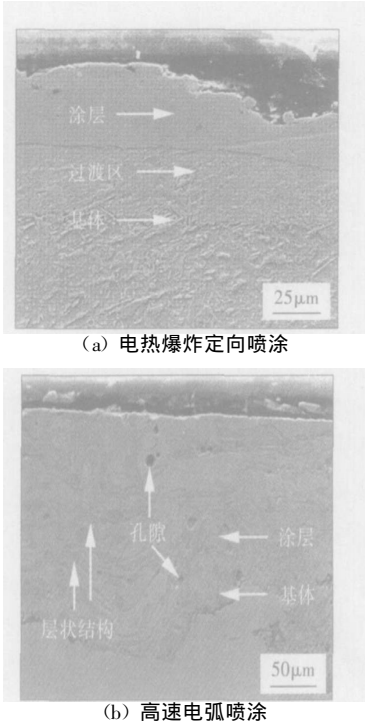 涂层
过渡区
基体
25μm
(a) 电热爆炸定向喷涂
孔隙
涂层
基体
层状结构
50μm
(b) 高速电弧喷涂